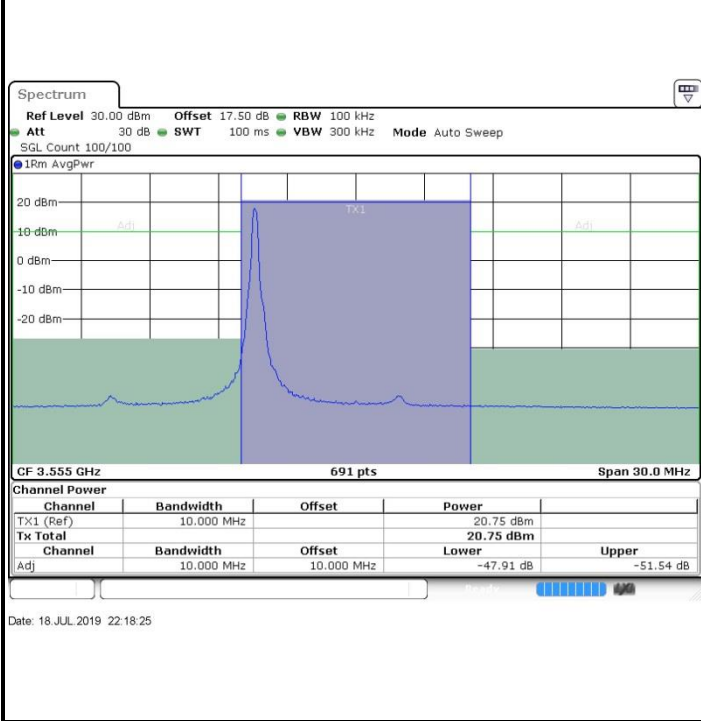 Spectrum
Ref Level 30.00 dBm Offset 17.50 dB RBW 100 kHz
Att 30 dB SWT 100 ms VBW 300 kHz Mode Auto Sweep
SGL Count 100/100
1Rm AvgPwr
20 dBm
TX1
Adj Adj
10 dBm
0 dBm
-10 dBm
-20 dBm
CF 3.555 GHz 691 pts Span 30.0 MHz
Channel Power
Channel Bandwidth Offset Power
TX1 (Ref) 10.000 MHz 20.75 dBm
Tx Total 20.75 dBm
Channel Bandwidth Offset Lower Upper
Adj 10.000 MHz 10.000 MHz -47.91 dB -51.54 dB
Ready
Date: 18.JUL.2019 22:18:25